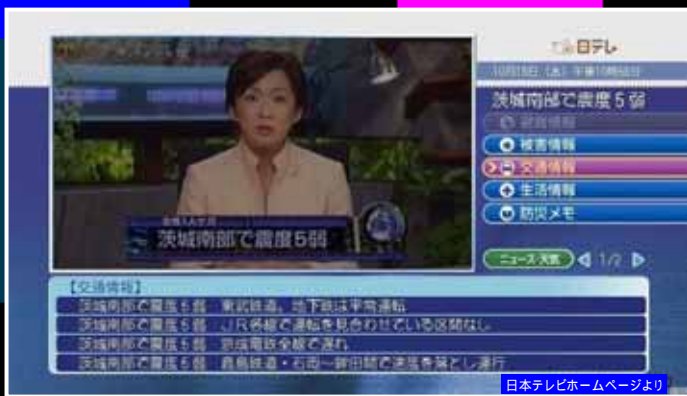 日テレ
茨城南部で震度5弱
被害情報
交通情報
生活情報
防災メモ
茨城南部で震度5弱
ニュース・天気 1/2
【交通情報】
茨城南部で震度5弱 東武鉄道、地下鉄は平常運転
茨城南部で震度5弱 JR各線で運転を見合わせている区間なし
茨城南部で震度5弱 京成電鉄全線で遅れ
茨城南部で震度5弱 鹿島鉄道・石岡〜鉾田間で速度を落とし運行
日本テレビホームページより